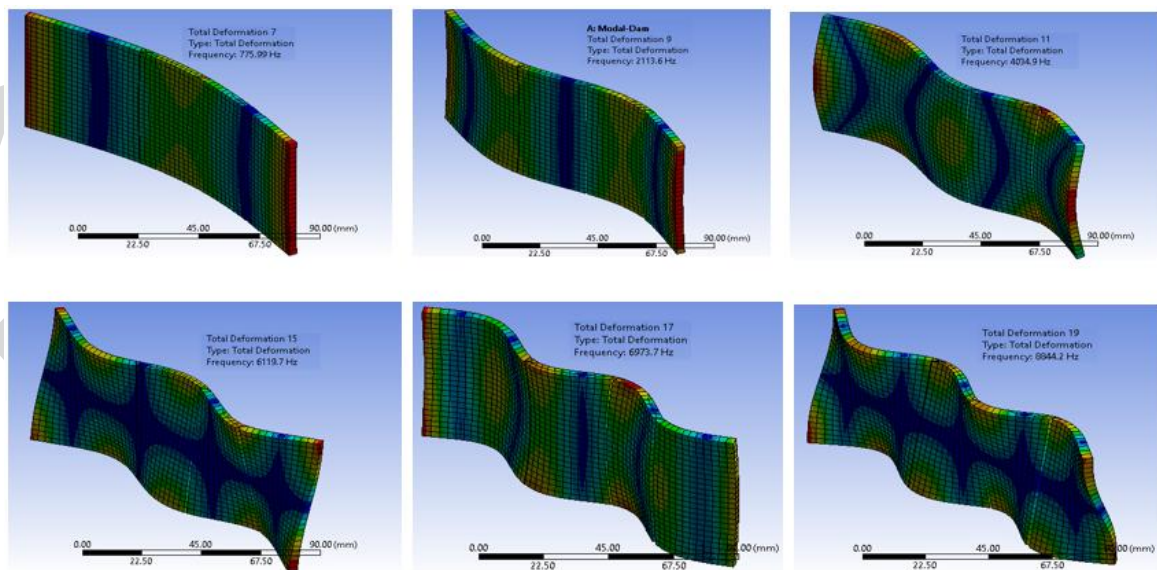 Total Deformation 7
Type: Total Deformation
Frequency: 775.99 Hz
0.00 45.00 90.00 (mm)
22.50 67.50
A: Modal-Dam
Total Deformation 9
Type: Total Deformation
Frequency: 2113.6 Hz
0.00 45.00 90.00 (mm)
22.50 67.50
Total Deformation 11
Type: Total Deformation
Frequency: 4034.9 Hz
0.00 45.00 90.00 (mm)
22.50 67.50
Total Deformation 15
Type: Total Deformation
Frequency: 6119.7 Hz
0.00 45.00 90.00 (mm)
22.50 67.50
Total Deformation 17
Type: Total Deformation
Frequency: 6973.7 Hz
0.00 45.00 (mm)
22.50 67.50
Total Deformation 19
Type: Total Deformation
Frequency: 8844.2 Hz
0.00 45.00 (mm)
22.50 67.50